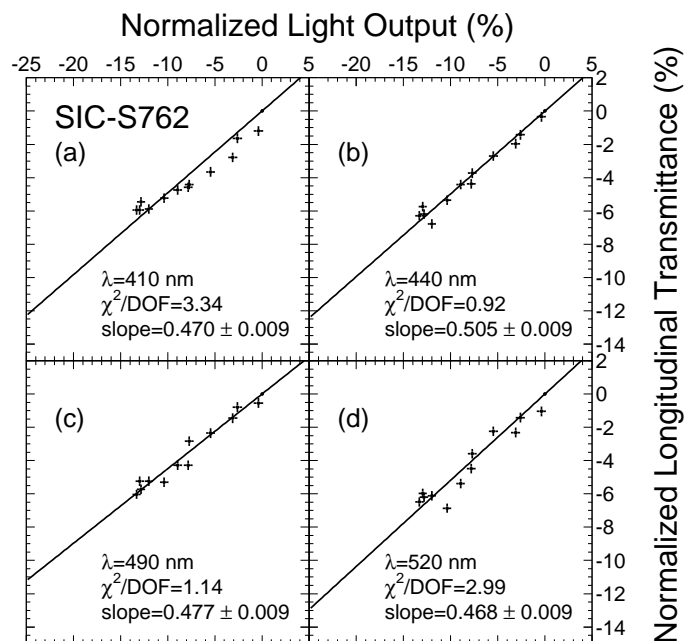 Normalized Light Output (%)
-25 -20 -15 -10 -5 0 -20 -15 -10 -5 0 5
SIC-S762
(a)
λ=410 nm
χ²/DOF=3.34
slope=0.470 ± 0.009
(b)
λ=440 nm
χ²/DOF=0.92
slope=0.505 ± 0.009
2
0
-2
-4
-6
-8
-10
-12
-14
(c)
λ=490 nm
χ²/DOF=1.14
slope=0.477 ± 0.009
(d)
λ=520 nm
χ²/DOF=2.99
slope=0.468 ± 0.009
2
0
-2
-4
-6
-8
-10
-12
-14
Normalized Longitudinal Transmittance (%)